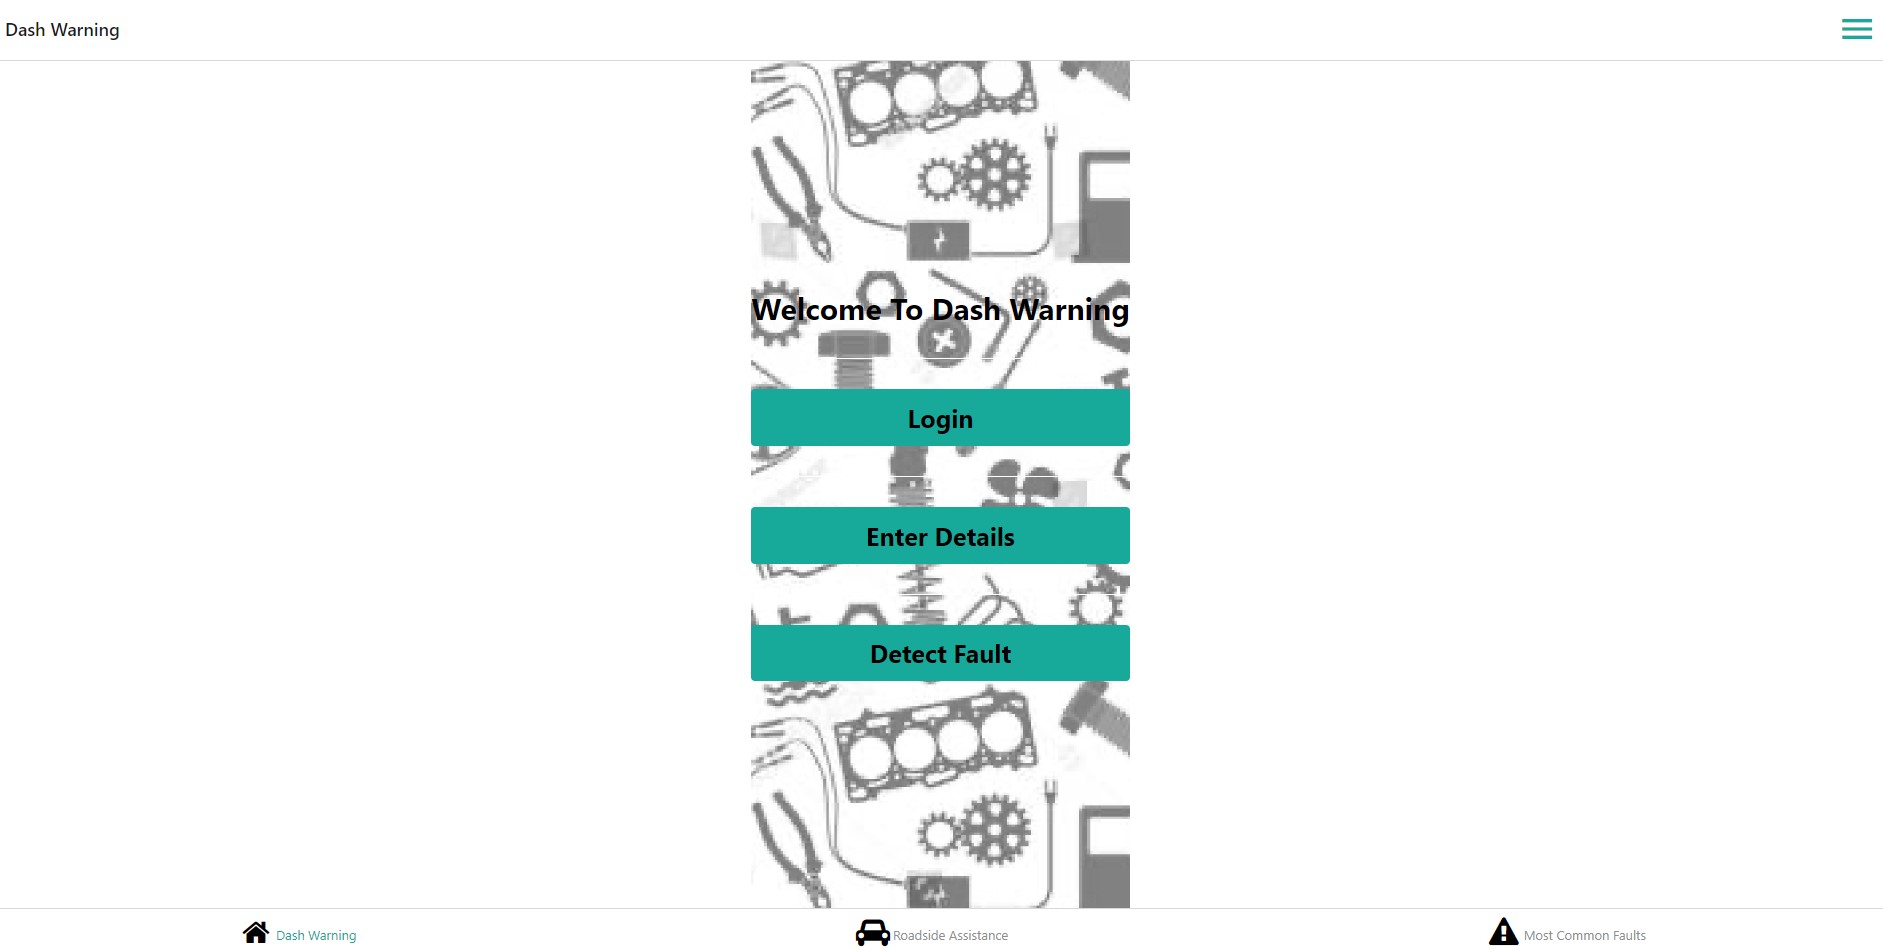 Dash Warning
Welcome To Dash Warning
Login
Enter Details
Detect Fault
Dash Warning
Roadside Assistance
Most Common Faults